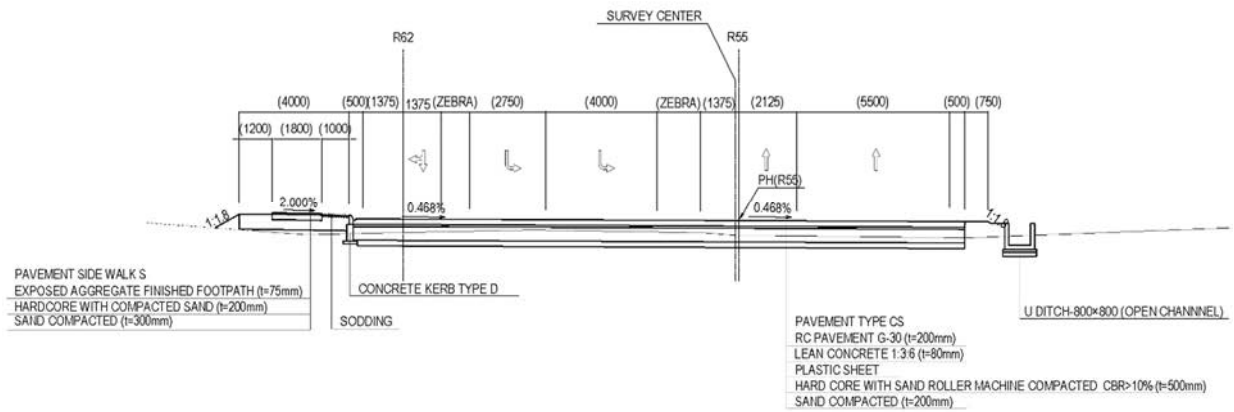 SURVEY CENTER
R62
R55
(4000)
(500)
(1375)
1375
(ZEBRA)
(2750)
(4000)
(ZEBRA)
(1375)
(2125)
(5500)
(500)
(750)
(1200)
(1800)
(1000)
PH(R55)
1:1.8
2.000%
0.468%
0.468%
1:1.8
PAVEMENT SIDE WALK S
EXPOSED AGGREGATE FINISHED FOOTPATH (t=75mm)
HARDCORE WITH COMPACTED SAND (t=200mm)
SAND COMPACTED (t=300mm)
SODDING
CONCRETE KERB TYPE D
PAVEMENT TYPE CS
RC PAVEMENT G-30 (t=200mm)
LEAN CONCRETE 1:3:6 (t=80mm)
PLASTIC SHEET
HARD CORE WITH SAND ROLLER MACHINE COMPACTED CBR>10% (t=500mm)
SAND COMPACTED (t=200mm)
U DITCH-800×800 (OPEN CHANNNEL)